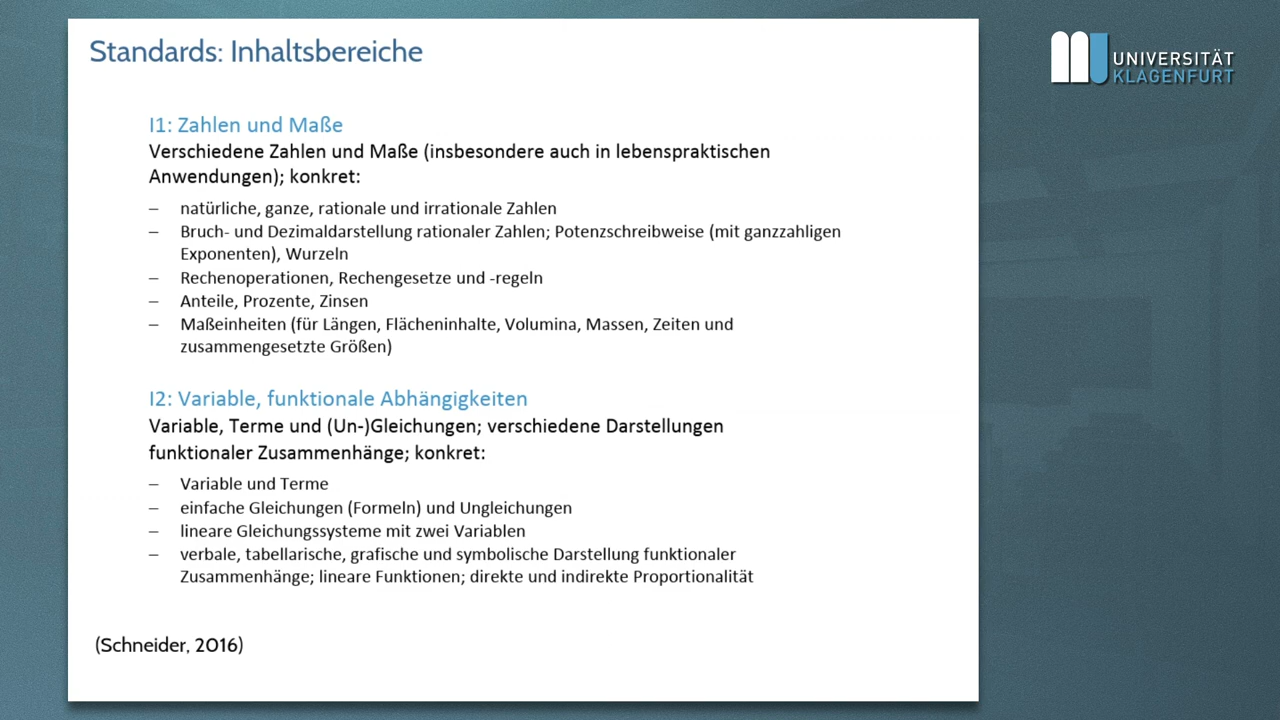 Standards: Inhaltsbereiche
UNIVERSITÄT
KLAGENFURT
I1: Zahlen und Maße
Verschiedene Zahlen und Maße (insbesondere auch in lebenspraktischen
Anwendungen); konkret:
– natürliche, ganze, rationale und irrationale Zahlen
– Bruch- und Dezimaldarstellung rationaler Zahlen; Potenzschreibweise (mit ganzzahligen
Exponenten), Wurzeln
– Rechenoperationen, Rechengesetze und -regeln
– Anteile, Prozente, Zinsen
– Maßeinheiten (für Längen, Flächeninhalte, Volumina, Massen, Zeiten und
zusammengesetzte Größen)
I2: Variable, funktionale Abhängigkeiten
Variable, Terme und (Un-)Gleichungen; verschiedene Darstellungen
funktionaler Zusammenhänge; konkret:
– Variable und Terme
– einfache Gleichungen (Formeln) und Ungleichungen
– lineare Gleichungssysteme mit zwei Variablen
– verbale, tabellarische, grafische und symbolische Darstellung funktionaler
Zusammenhänge; lineare Funktionen; direkte und indirekte Proportionalität
(Schneider, 2016)